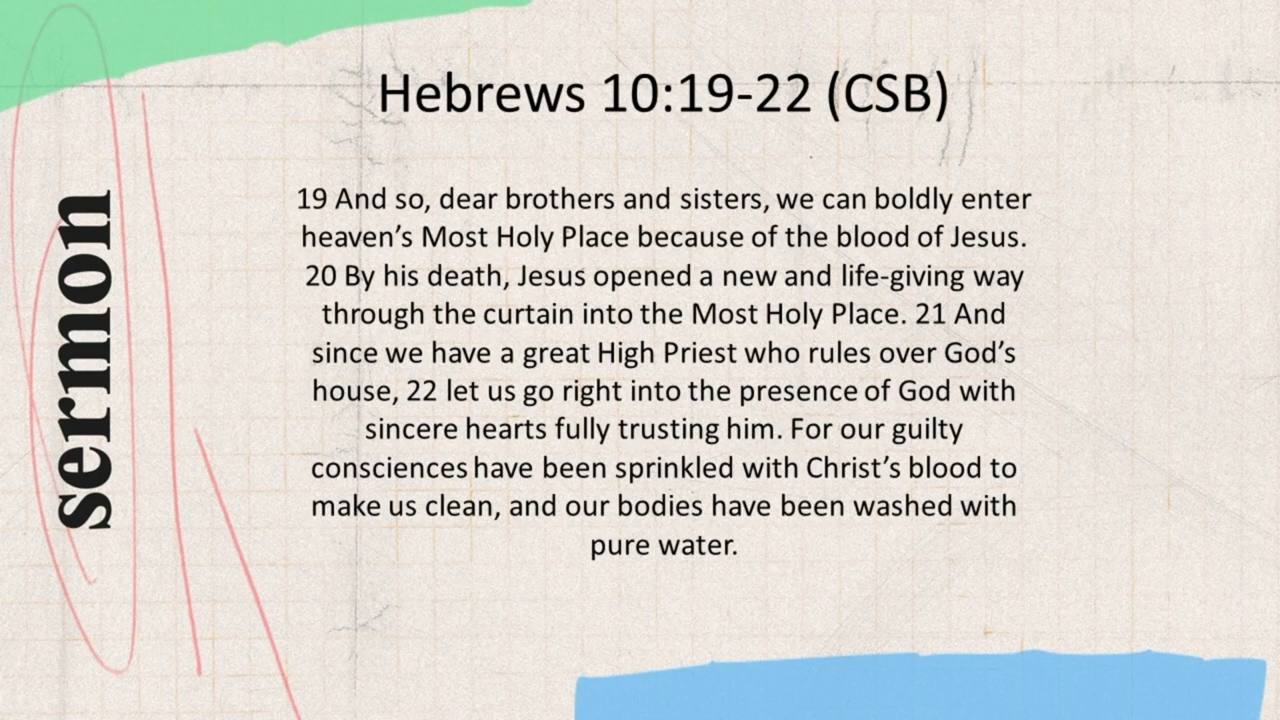 sermon
Hebrews 10:19-22 (CSB)
19 And so, dear brothers and sisters, we can boldly enter
heaven’s Most Holy Place because of the blood of Jesus.
20 By his death, Jesus opened a new and life-giving way
through the curtain into the Most Holy Place. 21 And
since we have a great High Priest who rules over God’s
house, 22 let us go right into the presence of God with
sincere hearts fully trusting him. For our guilty
consciences have been sprinkled with Christ’s blood to
make us clean, and our bodies have been washed with
pure water.